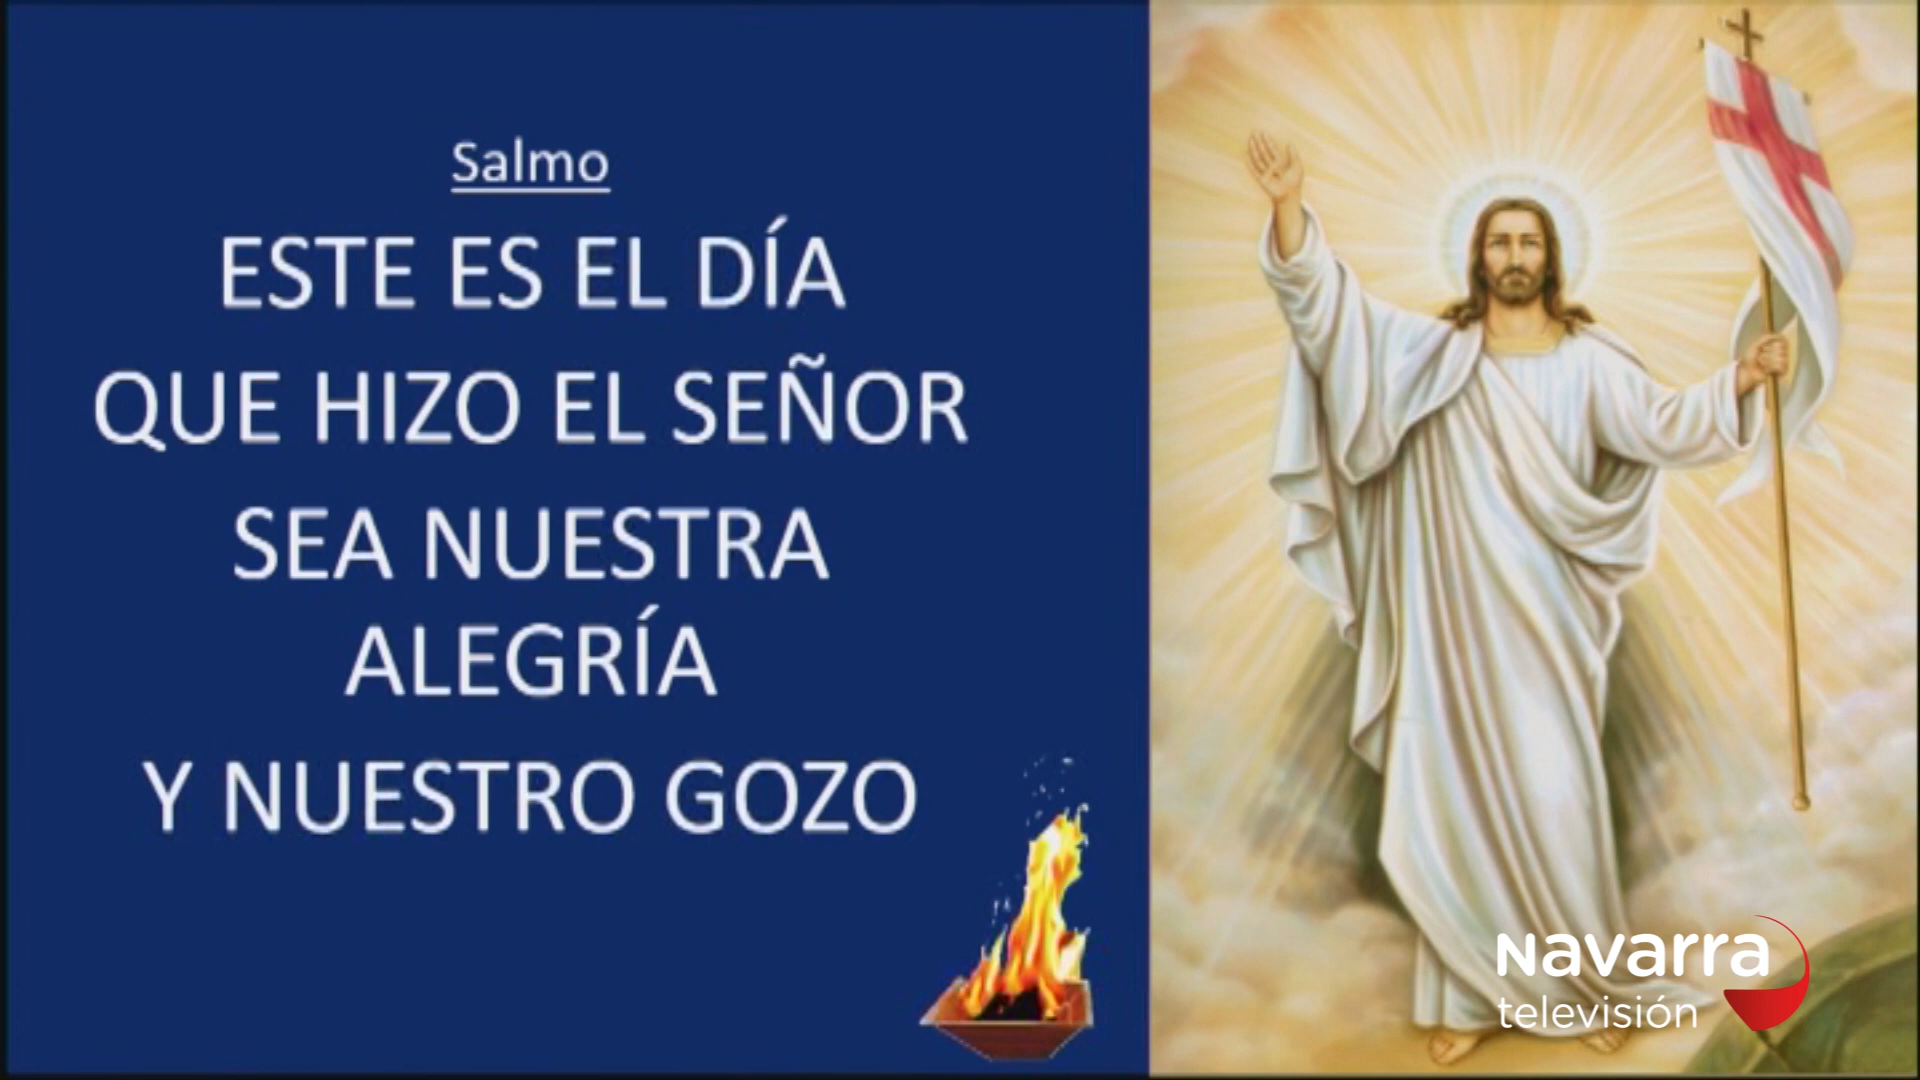 Salmo
ESTE ES EL DÍA
QUE HIZO EL SEÑOR
SEA NUESTRA
ALEGRÍA
Y NUESTRO GOZO
Navarra
televisión